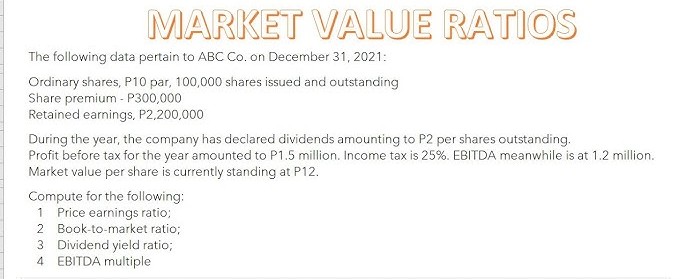 MARKET VALUE RATIOS
The following data pertain to ABC Co. on December 31, 2021:
Ordinary shares, P10 par, 100,000 shares issued and outstanding
Share premium - P300,000
Retained earnings, P2,200,000
During the year, the company has declared dividends amounting to P2 per shares outstanding.
Profit before tax for the year amounted to P1.5 million. Income tax is 25%. EBITDA meanwhile is at 1.2 million.
Market value per share is currently standing at P12.
Compute for the following:
1 Price earnings ratio;
2 Book-to-market ratio;
3 Dividend yield ratio;
4 EBITDA multiple